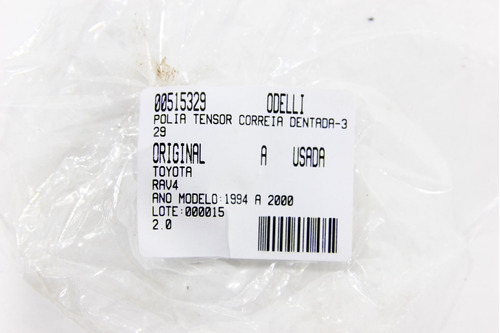 00515329 ODELLI
POLIA TENSOR CORREIA DENTADA-3
29
ORIGINAL A USADA
TOYOTA
RAV4
ANO MODELO:1994 A 2000
LOTE:000015
2.0